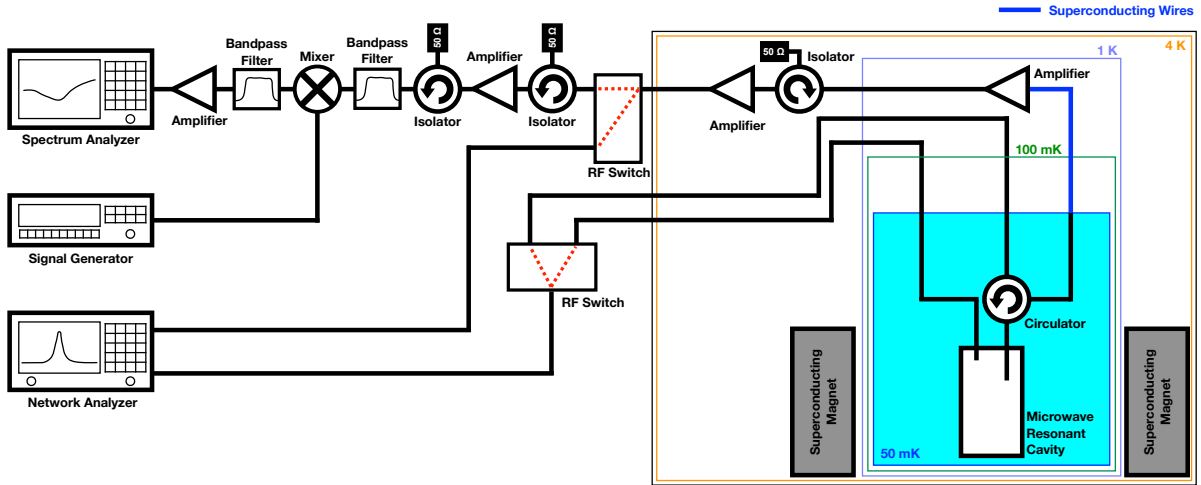 Superconducting Wires
4 K
1 K
50 Ω
50 Ω
Bandpass
Filter
Mixer
Bandpass
Filter
Amplifier
50 Ω
Isolator
Amplifier
Amplifier
Isolator
Isolator
Amplifier
Spectrum Analyzer
100 mK
RF Switch
Signal Generator
RF Switch
Circulator
Network Analyzer
Superconducting
Magnet
Microwave
Resonant
Cavity
50 mK
Superconducting
Magnet